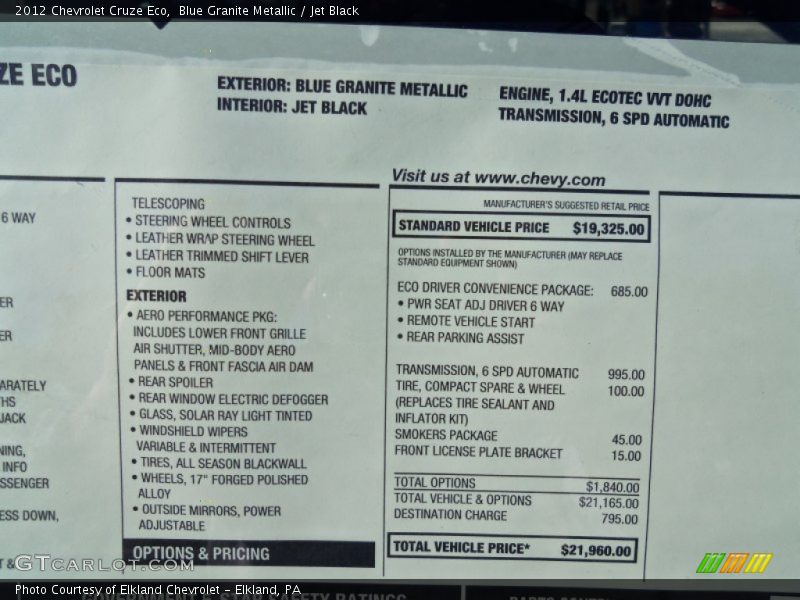 2012 Chevrolet Cruze Eco, Blue Granite Metallic / Jet Black
ZE ECO
EXTERIOR: BLUE GRANITE METALLIC
INTERIOR: JET BLACK
ENGINE, 1.4L ECOTEC VVT DOHC
TRANSMISSION, 6 SPD AUTOMATIC
6 WAY
ER
ER
ARATELY
THS
JACK
NING,
INFO
SSENGER
ESS DOWN,
T &
TELESCOPING
• STEERING WHEEL CONTROLS
• LEATHER WRAP STEERING WHEEL
• LEATHER TRIMMED SHIFT LEVER
• FLOOR MATS
EXTERIOR
• AERO PERFORMANCE PKG:
INCLUDES LOWER FRONT GRILLE
AIR SHUTTER, MID-BODY AERO
PANELS & FRONT FASCIA AIR DAM
• REAR SPOILER
• REAR WINDOW ELECTRIC DEFOGGER
• GLASS, SOLAR RAY LIGHT TINTED
• WINDSHIELD WIPERS
VARIABLE & INTERMITTENT
• TIRES, ALL SEASON BLACKWALL
• WHEELS, 17" FORGED POLISHED
ALLOY
• OUTSIDE MIRRORS, POWER
ADJUSTABLE
OPTIONS & PRICING
Visit us at www.chevy.com
MANUFACTURER'S SUGGESTED RETAIL PRICE
STANDARD VEHICLE PRICE $19,325.00
OPTIONS INSTALLED BY THE MANUFACTURER (MAY REPLACE
STANDARD EQUIPMENT SHOWN)
ECO DRIVER CONVENIENCE PACKAGE: 685.00
• PWR SEAT ADJ DRIVER 6 WAY
• REMOTE VEHICLE START
• REAR PARKING ASSIST
TRANSMISSION, 6 SPD AUTOMATIC 995.00
TIRE, COMPACT SPARE & WHEEL 100.00
(REPLACES TIRE SEALANT AND
INFLATOR KIT)
SMOKERS PACKAGE 45.00
FRONT LICENSE PLATE BRACKET 15.00
TOTAL OPTIONS $1,840.00
TOTAL VEHICLE & OPTIONS $21,165.00
DESTINATION CHARGE 795.00
TOTAL VEHICLE PRICE* $21,960.00
GTCarLot.com
Photo Courtesy of Elkland Chevrolet – Elkland, PA